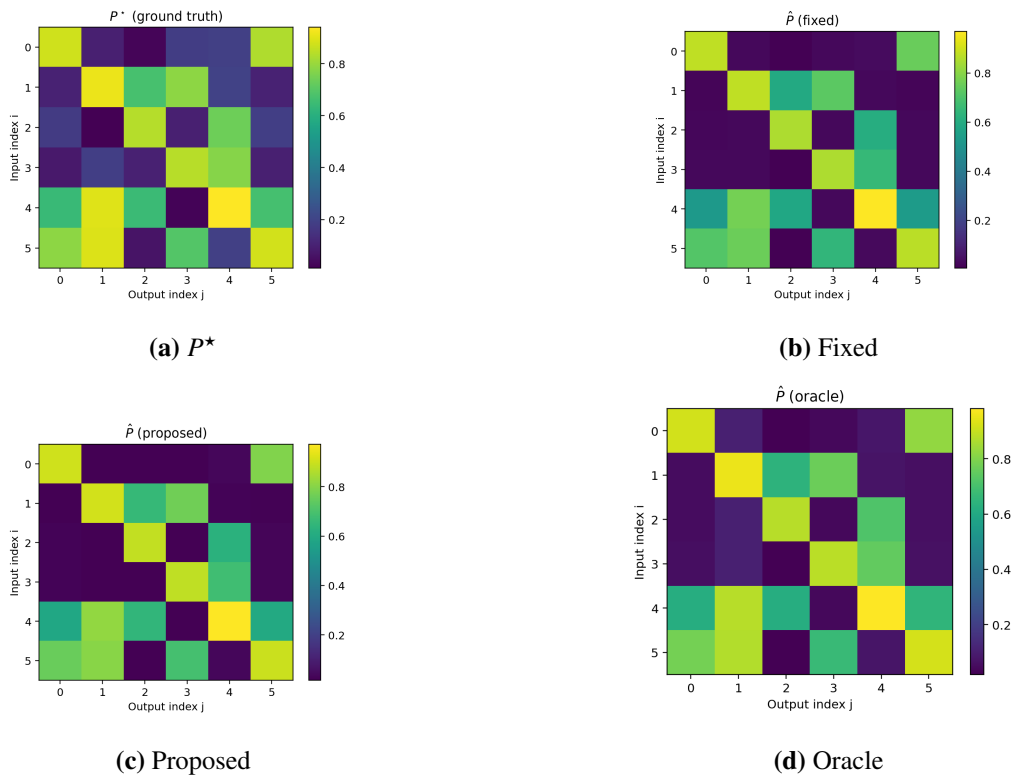 P* (ground truth)
0
1
2
3
4
5
Input index i
0 1 2 3 4 5
Output index j
0.8
0.6
0.4
0.2
(a) P★
P̂ (fixed)
0
1
2
3
4
5
Input index i
0 1 2 3 4 5
Output index j
0.8
0.6
0.4
0.2
(b) Fixed
P̂ (proposed)
0
1
2
3
4
5
Input index i
0 1 2 3 4 5
Output index j
0.8
0.6
0.4
0.2
(c) Proposed
P̂ (oracle)
0
1
2
3
4
5
Input index i
0 1 2 3 4 5
Output index j
0.8
0.6
0.4
0.2
(d) Oracle